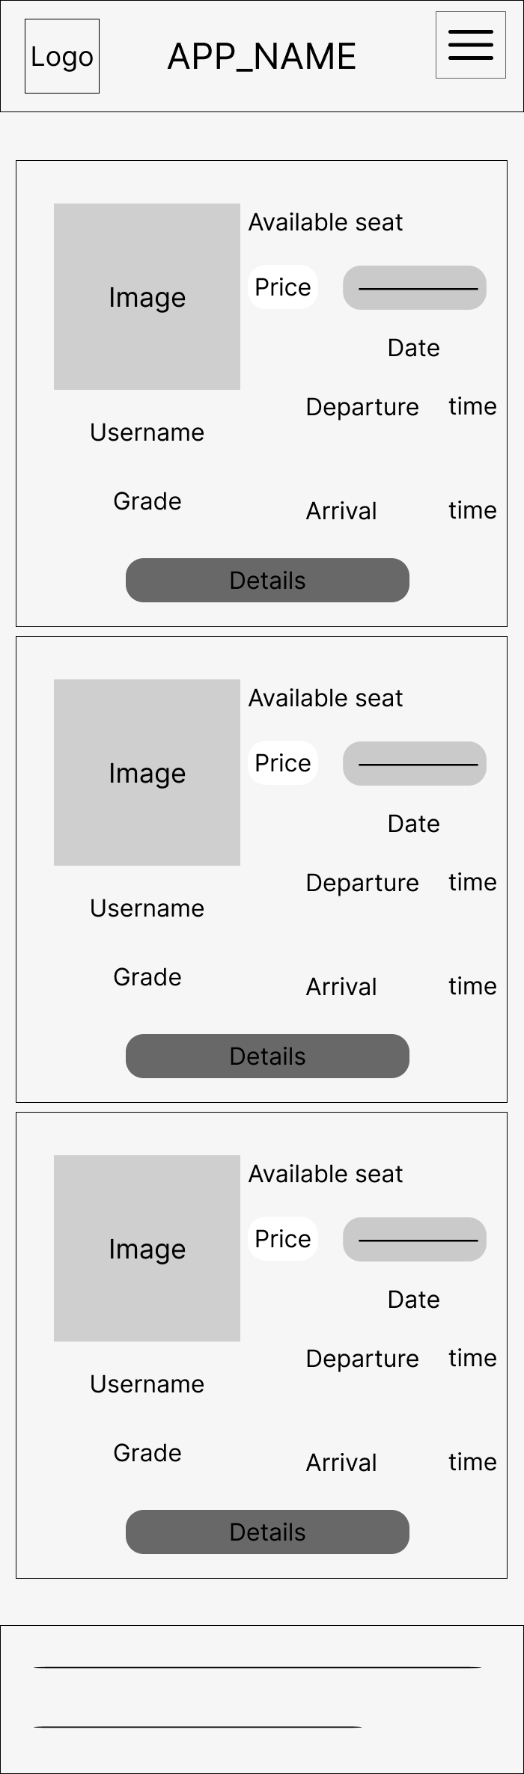 Logo
APP_NAME
Image
Available seat
Price
Date
Departure time
Username
Grade
Arrival time
Details
Image
Available seat
Price
Date
Departure time
Username
Grade
Arrival time
Details
Image
Available seat
Price
Date
Departure time
Username
Grade
Arrival time
Details